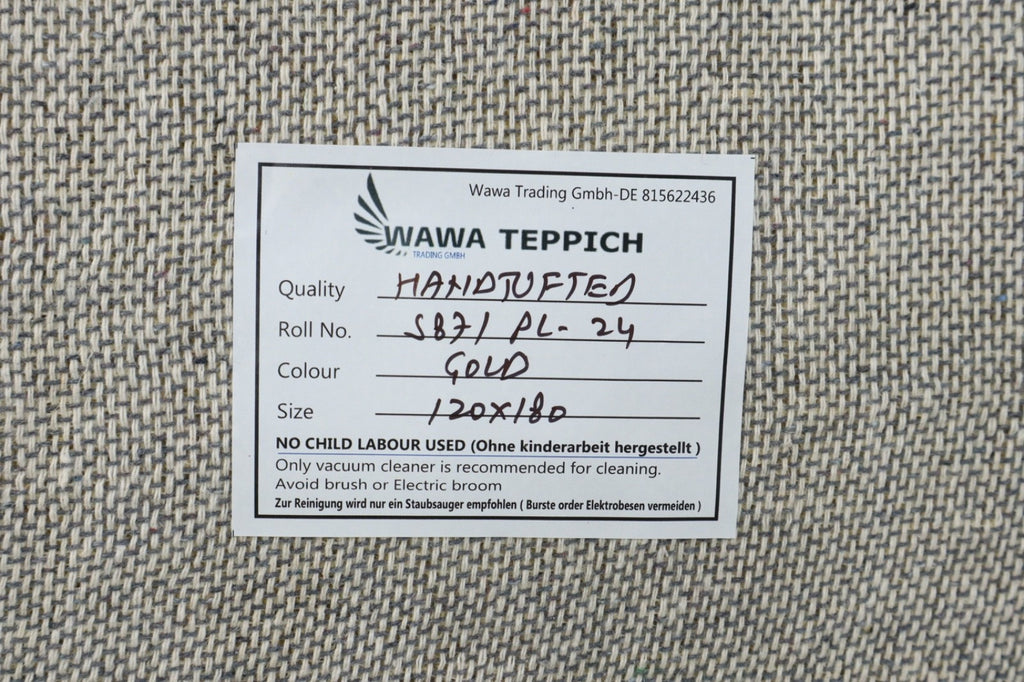 Wawa Trading Gmbh-DE 815622436
WAWA TEPPICH
TRADING GMBH
Quality HANDTUFTED
Roll No. SB71 PL-24
Colour GOLD
Size 120x180
NO CHILD LABOUR USED (Ohne kinderarbeit hergestellt )
Only vacuum cleaner is recommended for cleaning.
Avoid brush or Electric broom
Zur Reinigung wird nur ein Staubsauger empfohlen ( Burste order Elektrobesen vermeiden )